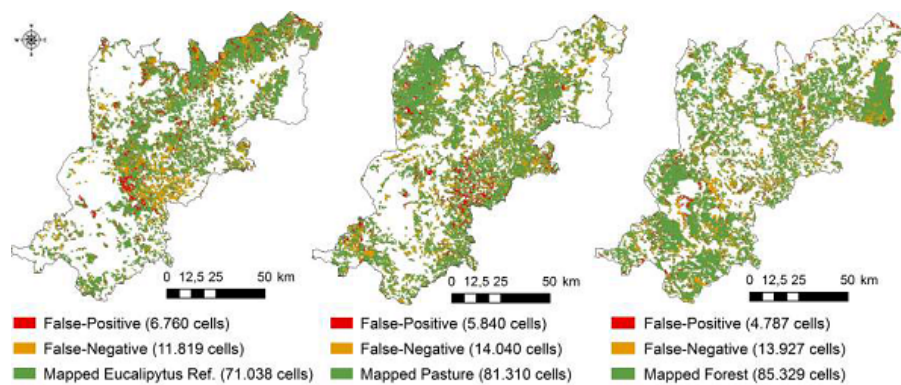 0 12,5 25 50 km
0 12,5 25 50 km
0 12,5 25 50 km
False-Positive (6.760 cells)
False-Negative (11.819 cells)
Mapped Eucalipytus Ref. (71.038 cells)
False-Positive (5.840 cells)
False-Negative (14.040 cells)
Mapped Pasture (81.310 cells)
False-Positive (4.787 cells)
False-Negative (13.927 cells)
Mapped Forest (85.329 cells)